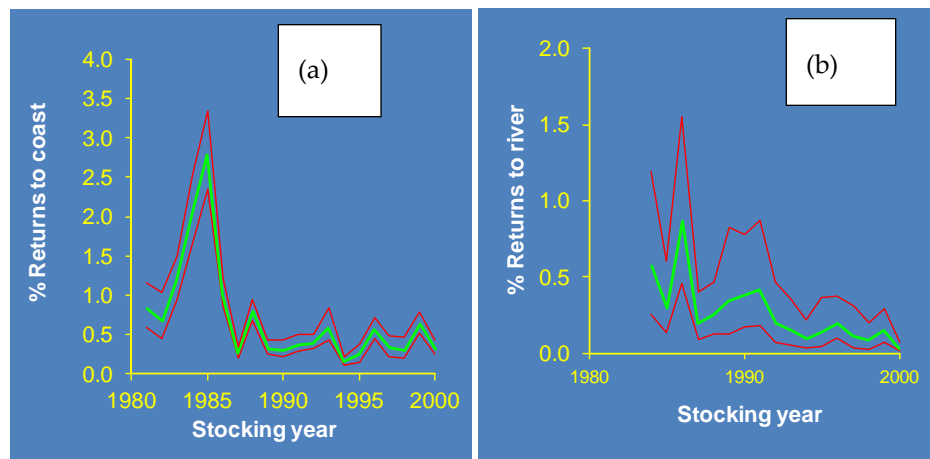 (a)
% Returns to coast
4.0
3.5
3.0
2.5
2.0
1.5
1.0
0.5
0.0
1980 1985 1990 1995 2000
Stocking year
(b)
% Returns to river
2.0
1.5
1.0
0.5
0.0
1980 1990 2000
Stocking year